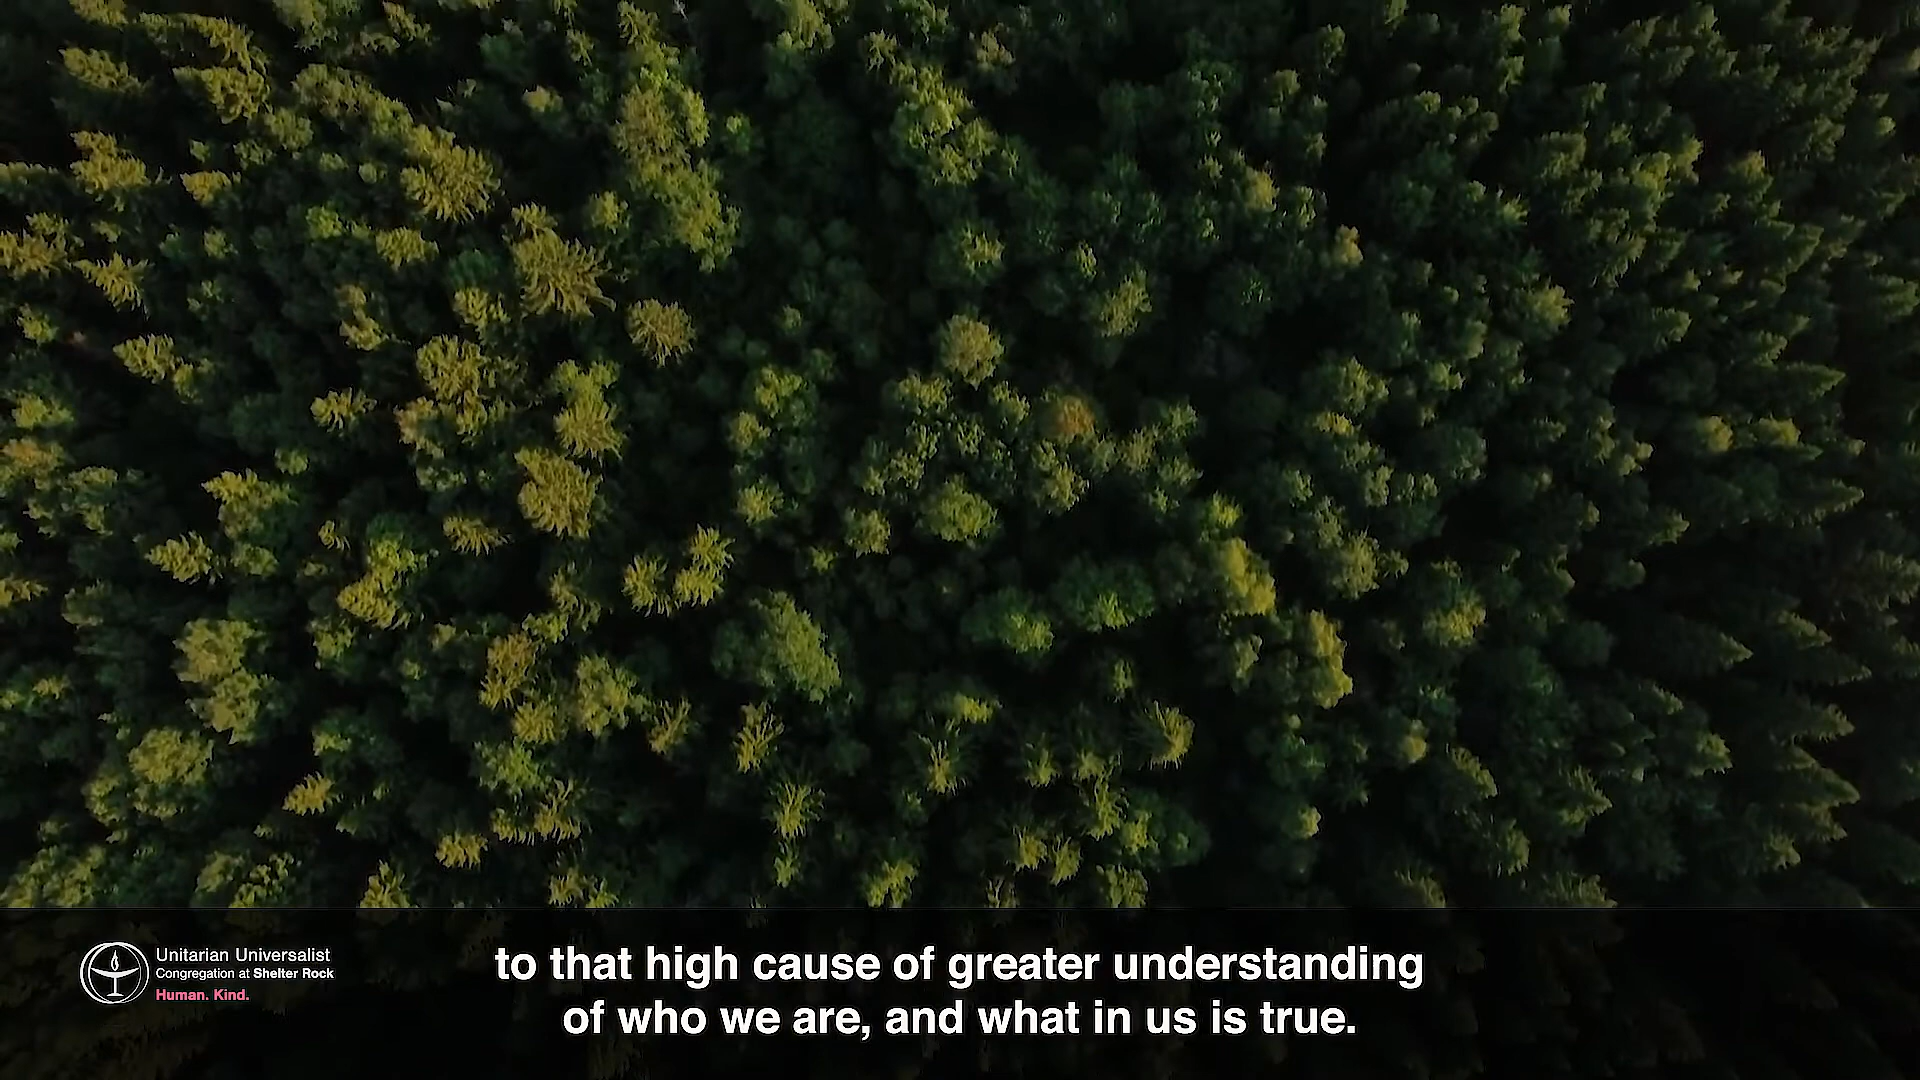 Unitarian Universalist
Congregation at Shelter Rock
Human. Kind.
to that high cause of greater understanding
of who we are, and what in us is true.